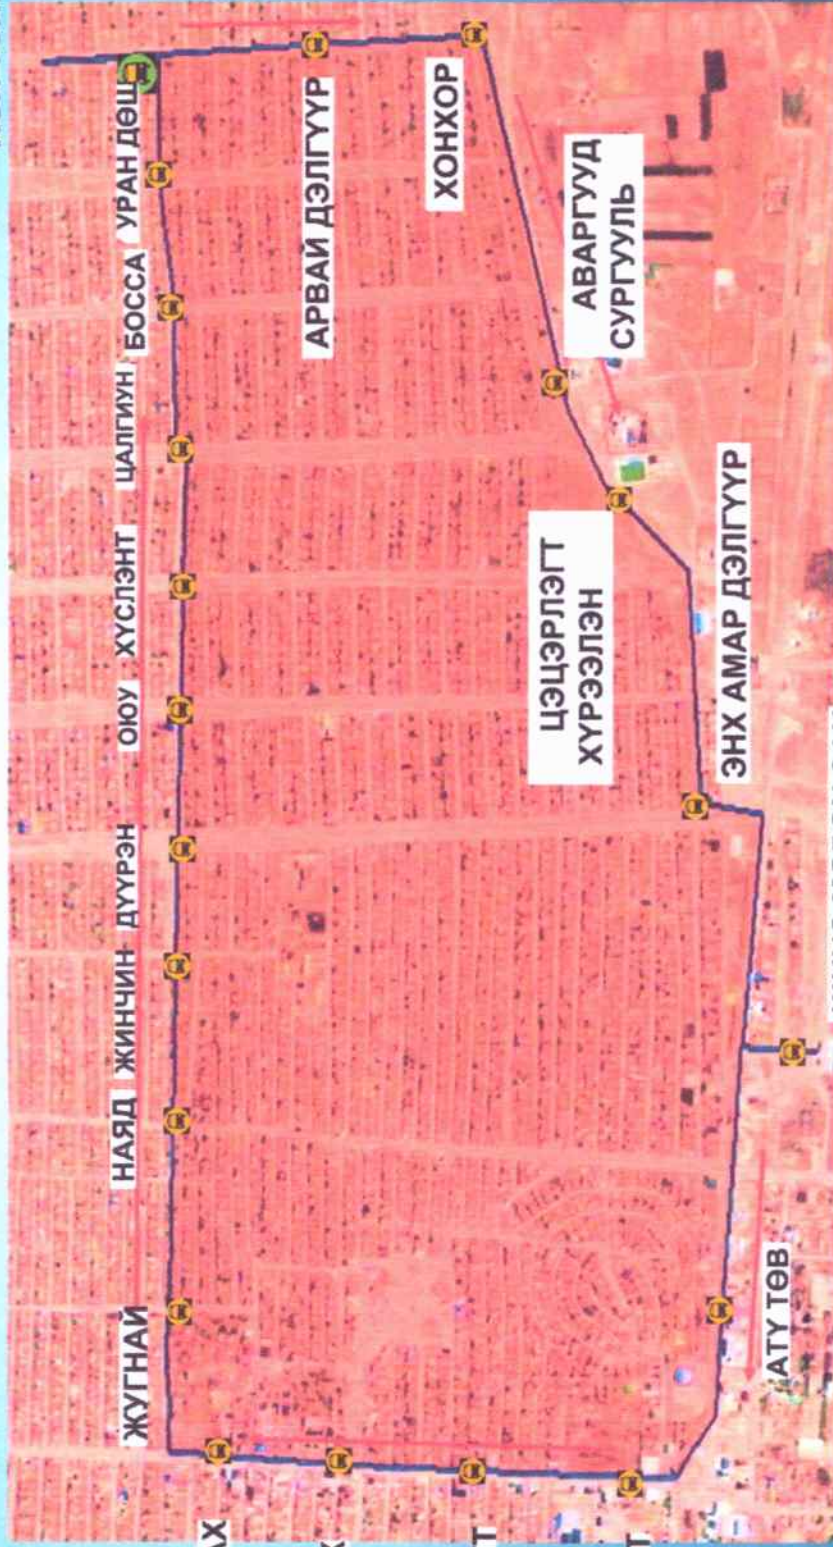 ЖУГНАЙ
НАЯД
ЖИНЧИН
ДҮҮРЭН
ОЮУ
ХҮСЛЭНТ
ЦАЛГИУН
БОССА
УРАН ДӨШ
АРВАЙ ДЭЛГҮҮР
ХОНХОР
АВАРГУУД
СУРГУУЛЬ
ЦЭЦЭРЛЭГТ
ХҮРЭЭЛЭН
ЭНХ АМАР ДЭЛГҮҮР
АТҮ ТӨВ